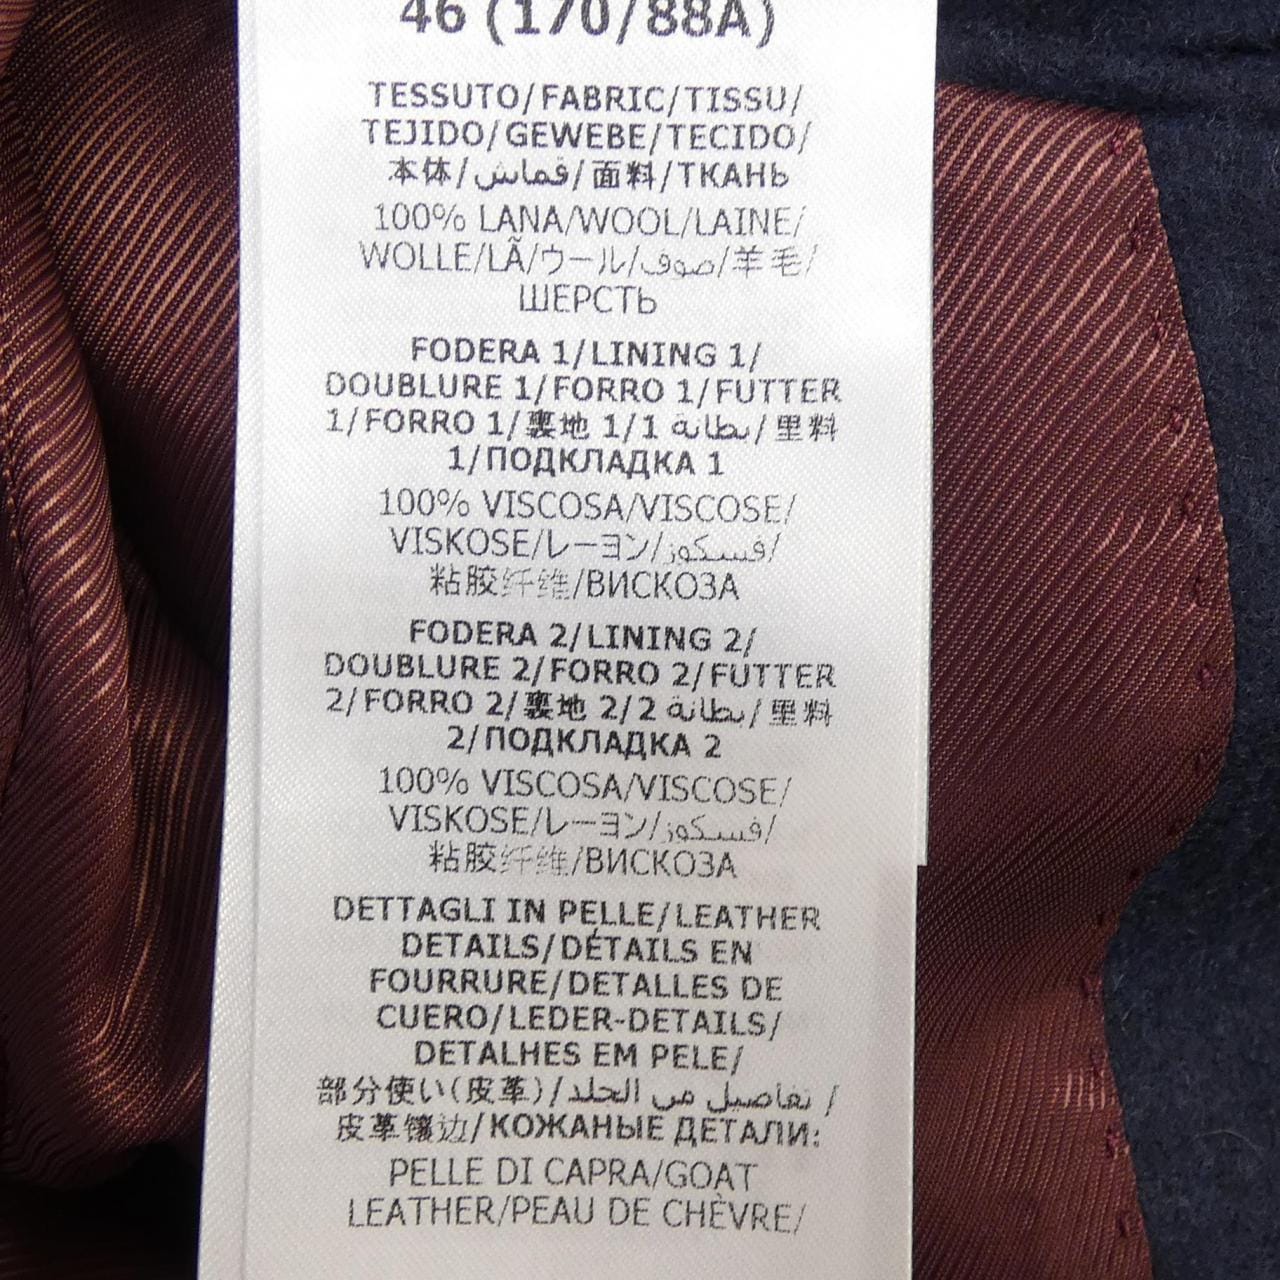 46 (170/88A)
TESSUTO/FABRIC/TISSU/
TEJIDO/GEWEBE/TECIDO/
本体/قماش/面料/ТКАНЬ
100% LANA/WOOL/LAINE/
WOLLE/LÃ/ウール/صوف/羊毛/
ШЕРСТЬ
FODERA 1/LINING 1/
DOUBLURE 1/FORRO 1/FUTTER
1/FORRO 1/裏地 1/1 بطانة/里料
1/ПОДКЛАДКА 1
100% VISCOSA/VISCOSE/
VISKOSE/レーヨン/فسكوز/
粘胶纤维/ВИСКОЗА
FODERA 2/LINING 2/
DOUBLURE 2/FORRO 2/FUTTER
2/FORRO 2/裏地 2/2 بطانة/里料
2/ПОДКЛАДКА 2
100% VISCOSA/VISCOSE/
VISKOSE/レーヨン/فسكوز/
粘胶纤维/ВИСКОЗА
DETTAGLI IN PELLE/LEATHER
DETAILS/DÉTAILS EN
FOURRURE/DETALLES DE
CUERO/LEDER-DETAILS/
DETALHES EM PELE/
部分使い(皮革)/تفاصيل من الجلد/
皮革镶边/КОЖАНЫЕ ДЕТАЛИ:
PELLE DI CAPRA/GOAT
LEATHER/PEAU DE CHÈVRE/